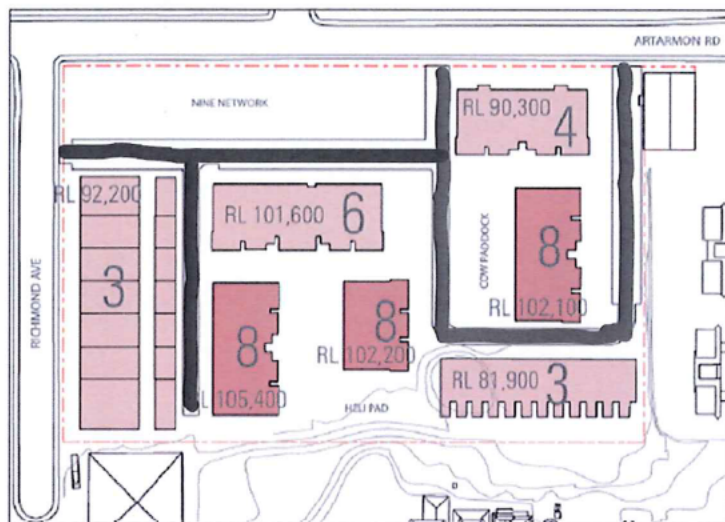 ARTARMON RD
NINE NETWORK
RL 90,300
4
RL 92,200
RL 101,600
6
COW PADDOCK
8
RL 102,100
RICHMOND AVE
3
8
RL 102,200
8
RL 105,400
RL 81,900
3
HELI PAD